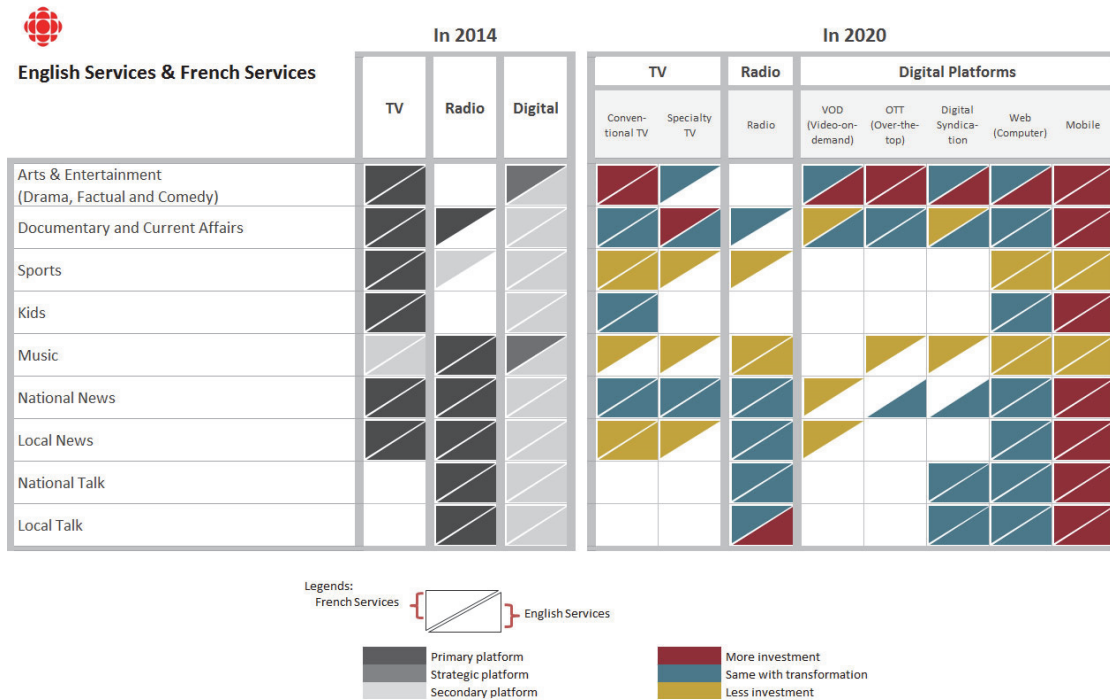 In 2014
In 2020
English Services & French Services
TV
Radio
Digital
TV
Radio
Digital Platforms
Conven-
tional TV
Specialty
TV
Radio
VOD
(Video-on-
demand)
OTT
(Over-the-
top)
Digital
Syndica-
tion
Web
(Computer)
Mobile
Arts & Entertainment
(Drama, Factual and Comedy)
Documentary and Current Affairs
Sports
Kids
Music
National News
Local News
National Talk
Local Talk
Legends:
French Services
English Services
Primary platform
Strategic platform
Secondary platform
More investment
Same with transformation
Less investment